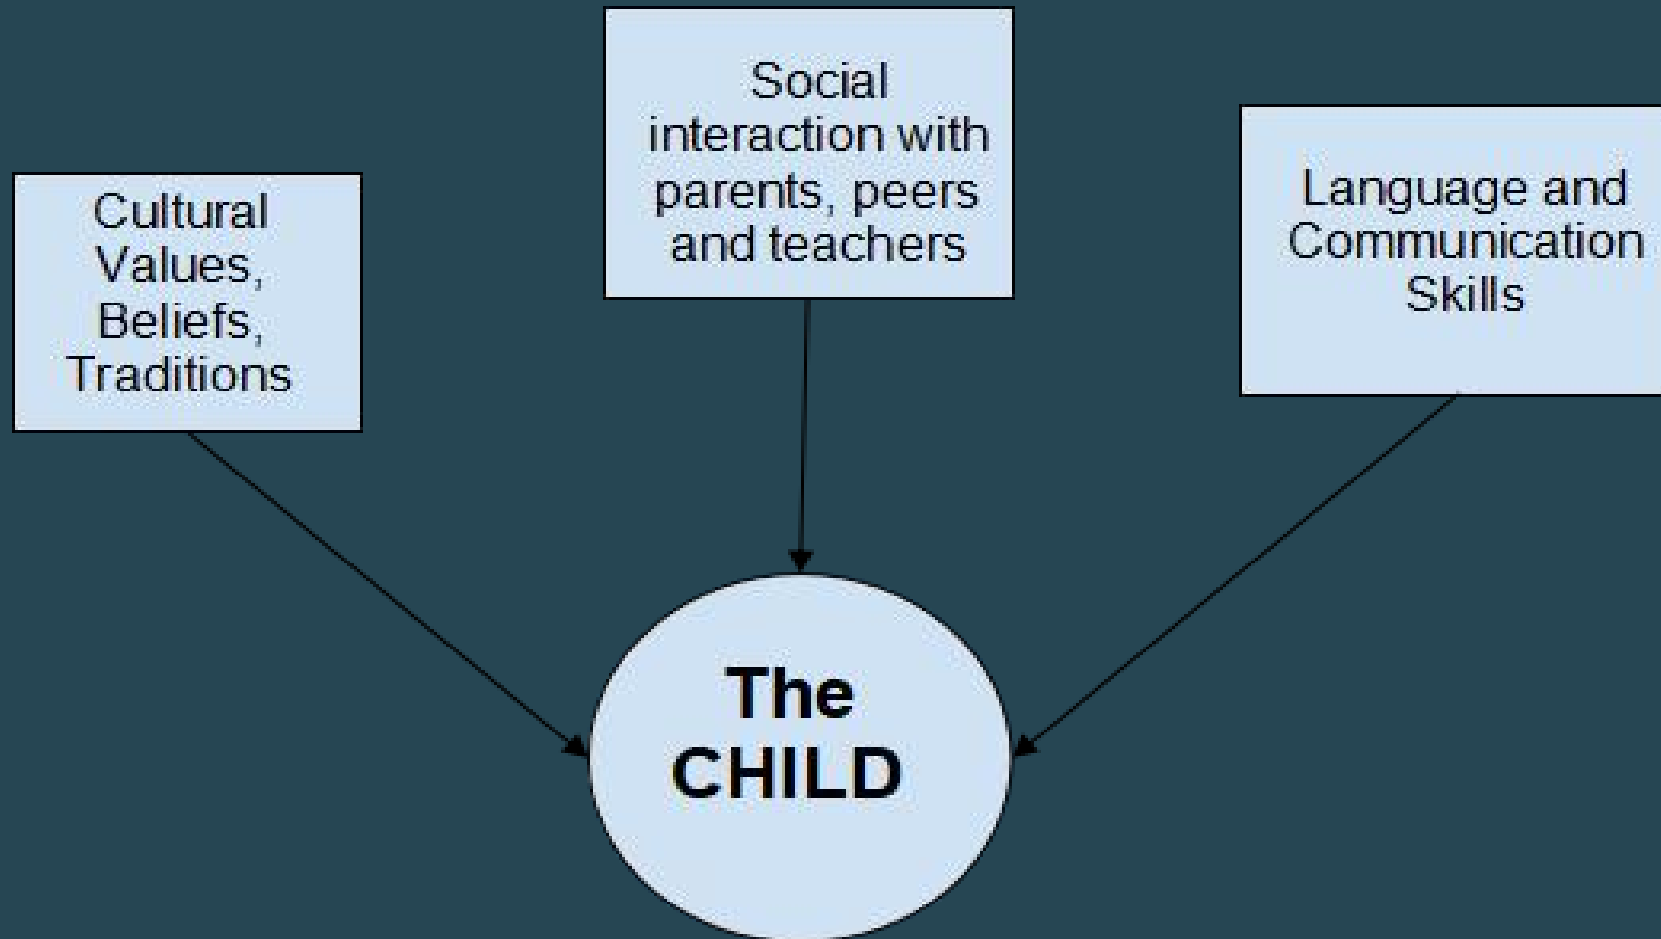 Cultural
Values,
Beliefs,
Traditions
Social
interaction with
parents, peers
and teachers
Language and
Communication
Skills
The
CHILD